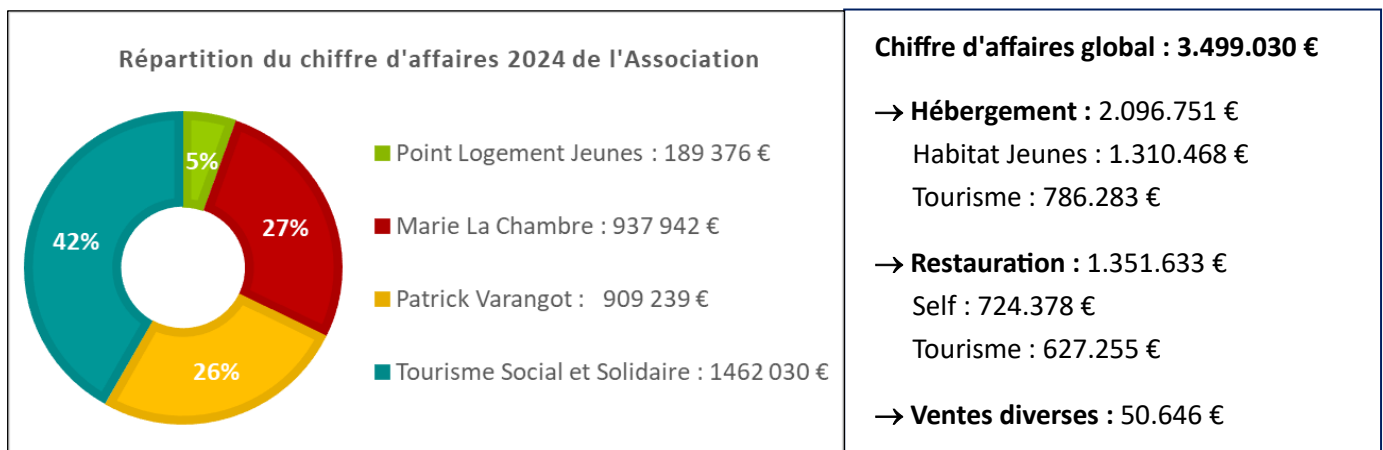 Répartition du chiffre d'affaires 2024 de l'Association
5%
27%
42%
26%
Point Logement Jeunes : 189 376 €
Marie La Chambre : 937 942 €
Patrick Varangot : 909 239 €
Tourisme Social et Solidaire : 1462 030 €
Chiffre d'affaires global : 3.499.030 €
→ Hébergement : 2.096.751 €
Habitat Jeunes : 1.310.468 €
Tourisme : 786.283 €
→ Restauration : 1.351.633 €
Self : 724.378 €
Tourisme : 627.255 €
→ Ventes diverses : 50.646 €